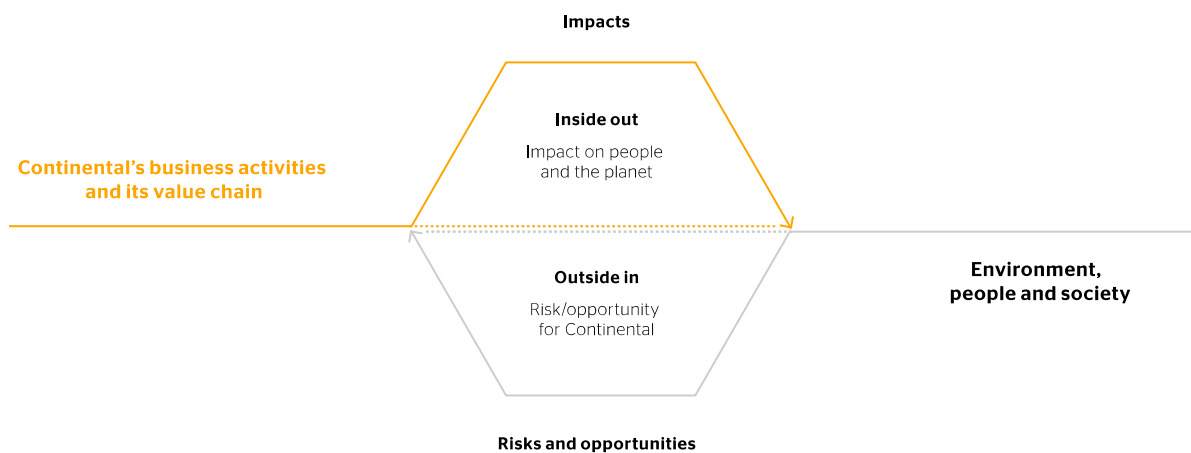 Impacts
Inside out
Impact on people
and the planet
Continental’s business activities
and its value chain
Environment,
people and society
Outside in
Risk/opportunity
for Continental
Risks and opportunities